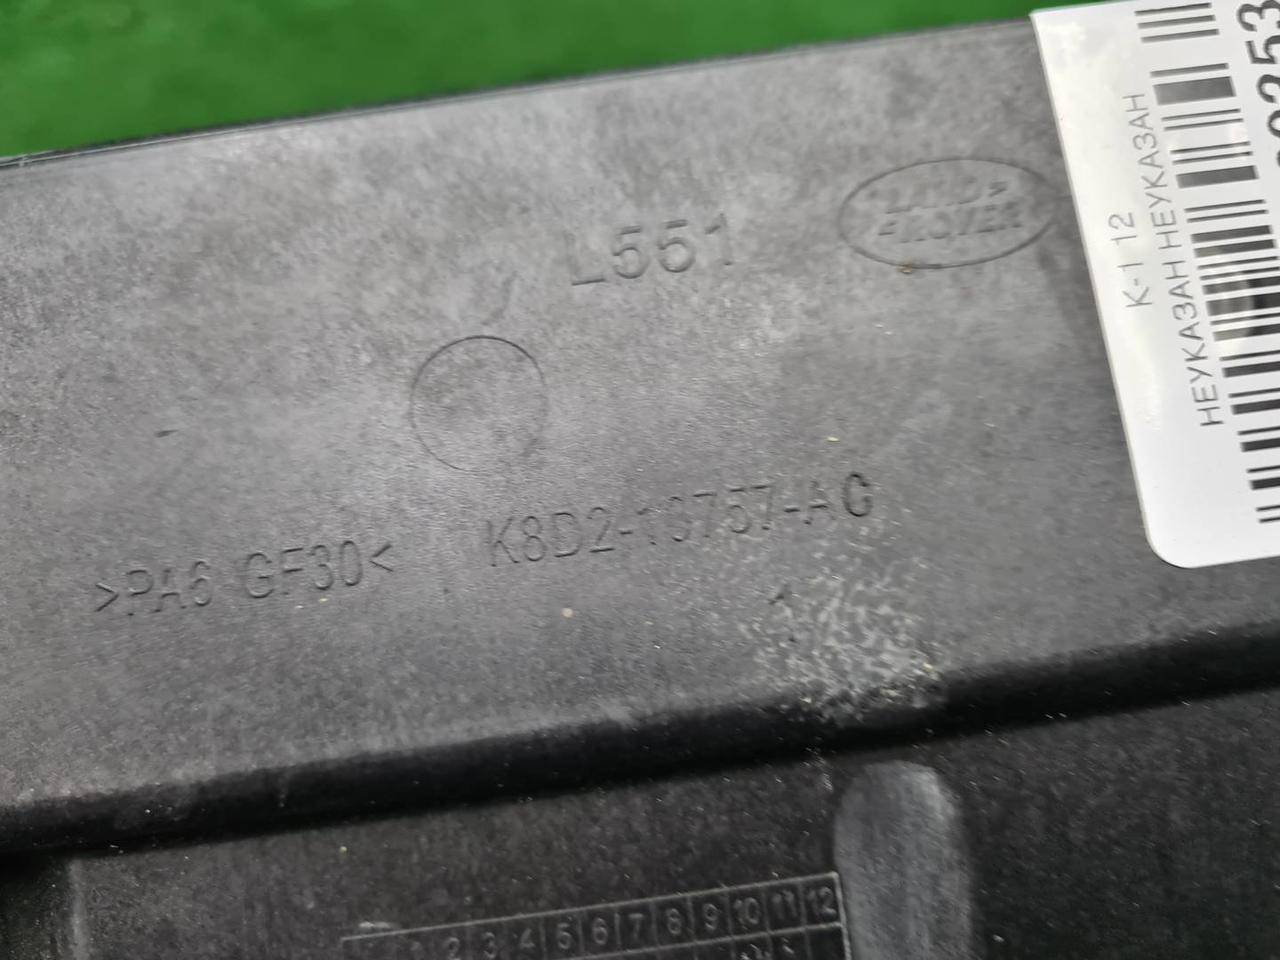 L551
LAND
ROVER
>PA6 GF30<
K8D2-13757-AC
1 2 3 4 5 6 7 8 9 10 11 12
К-1 12
НЕУКАЗАН НЕУКАЗАН